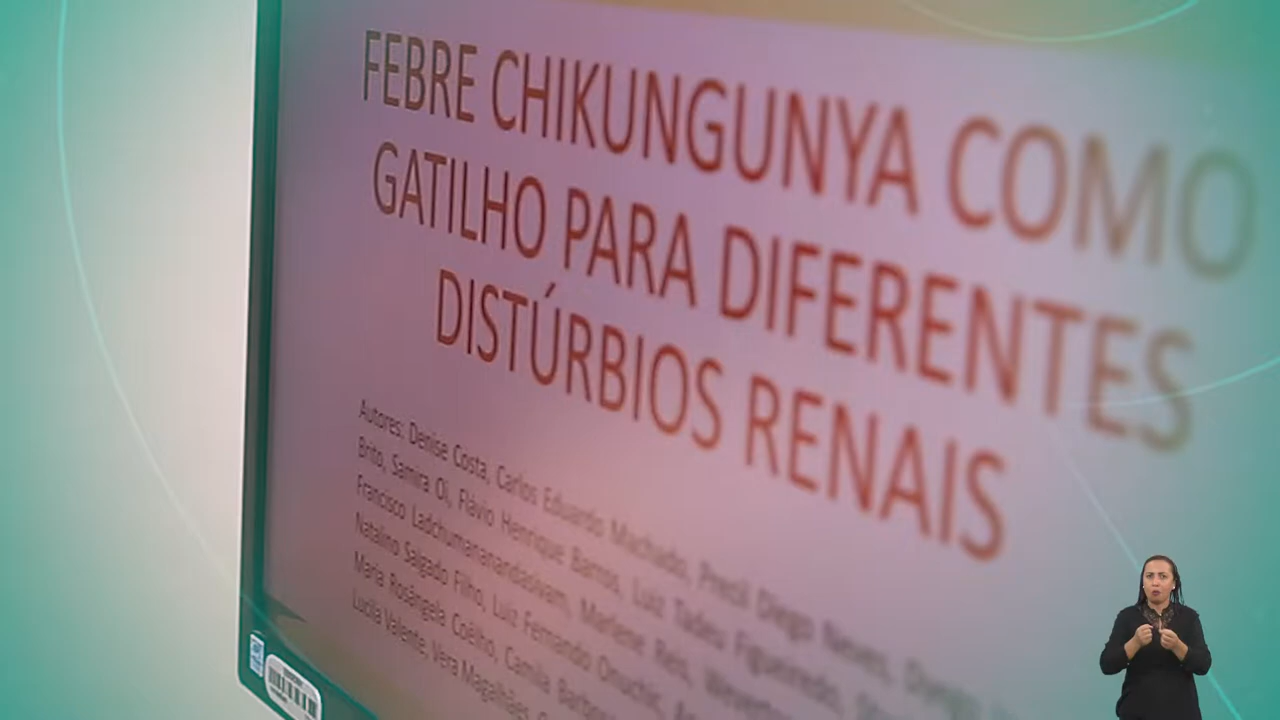 FEBRE CHIKUNGUNYA COMO
GATILHO PARA DIFERENTES
DISTÚRBIOS RENAIS
Autores: Denise Costa, Carlos Eduardo Machado, Presil Diego Neves,
Brito, Samira Oi, Flávio Henrique Barros, Luiz Tadeu Figueiredo,
Francisco Ladchumananandasivam, Marlene Reis,
Natalino Salgado Filho, Luiz Fernando Onuchic,
Maria Rosângela Coêlho, Camila
Lucila Valente, Vera Magalhães